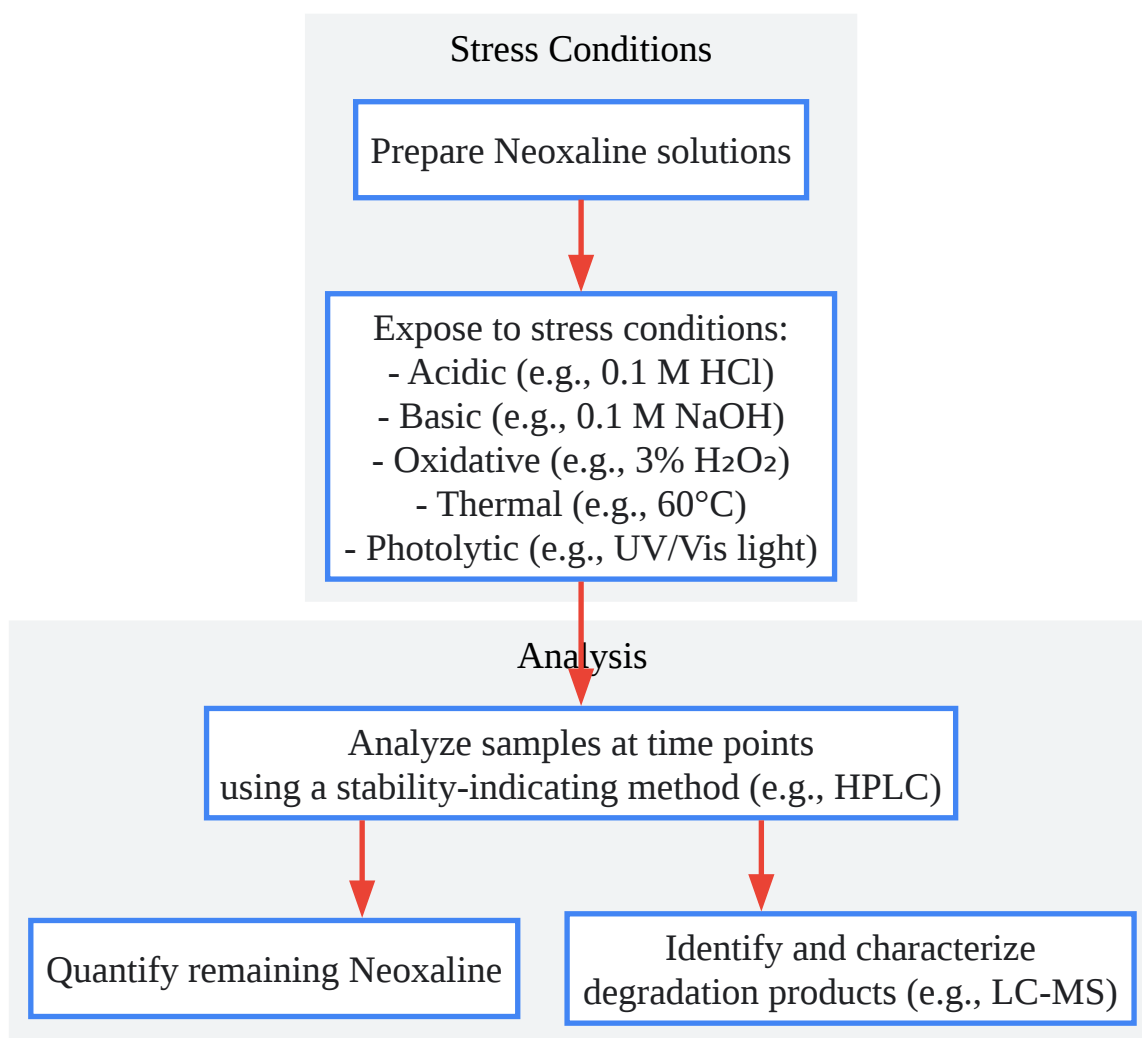 Stress Conditions
Prepare Neoxaline solutions
Expose to stress conditions:
- Acidic (e.g., 0.1 M HCl)
- Basic (e.g., 0.1 M NaOH)
- Oxidative (e.g., 3% H₂O₂)
- Thermal (e.g., 60°C)
- Photolytic (e.g., UV/Vis light)
Analysis
Analyze samples at time points
using a stability-indicating method (e.g., HPLC)
Quantify remaining Neoxaline
Identify and characterize
degradation products (e.g., LC-MS)